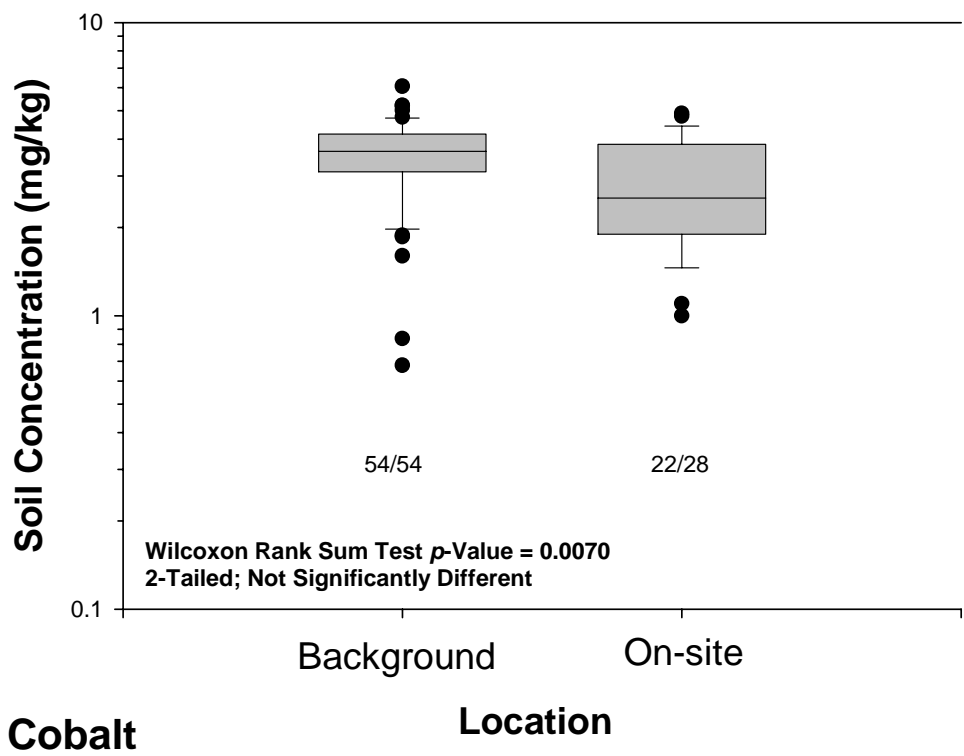 10
1
0.1
Soil Concentration (mg/kg)
54/54
22/28
Wilcoxon Rank Sum Test p-Value = 0.0070
2-Tailed; Not Significantly Different
Background
On-site
Location
Cobalt